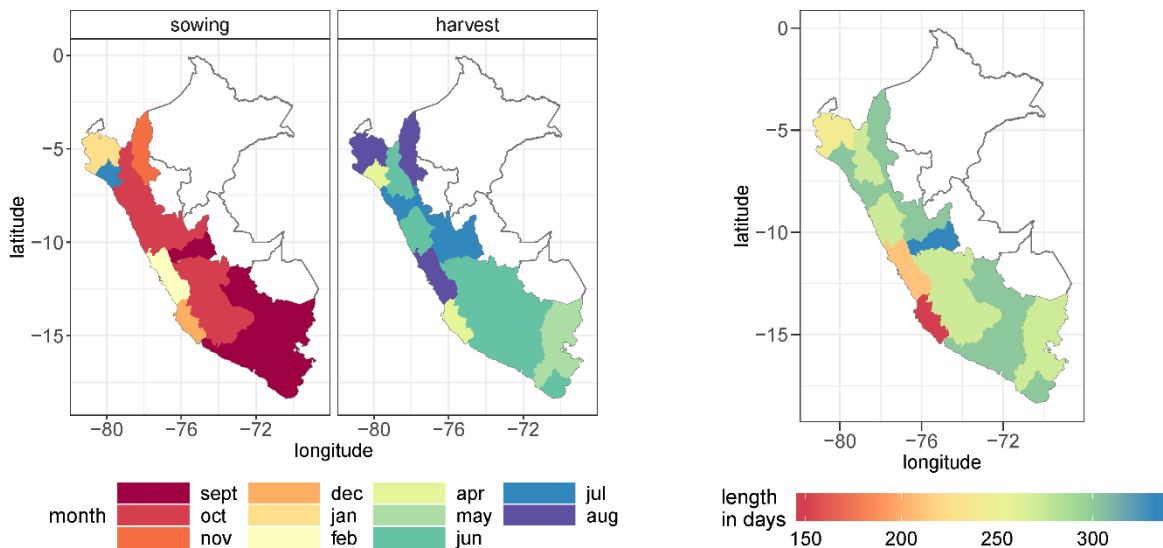 sowing harvest
0
−5
−10
−15
latitude
−80 −76 −72 −80 −76 −72
longitude
month
sept dec apr jul
oct jan may aug
nov feb jun
0
−5
−10
−15
latitude
−80 −76 −72
longitude
length
in days
150 200 250 300